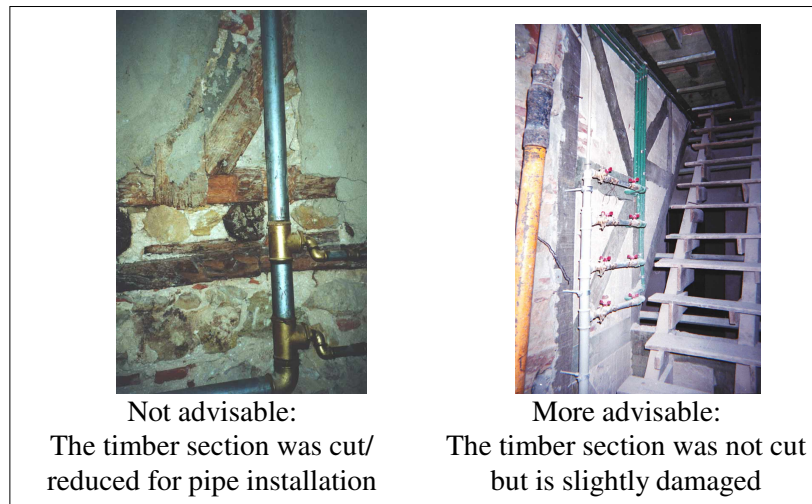 Not advisable:
The timber section was cut/
reduced for pipe installation
More advisable:
The timber section was not cut
but is slightly damaged